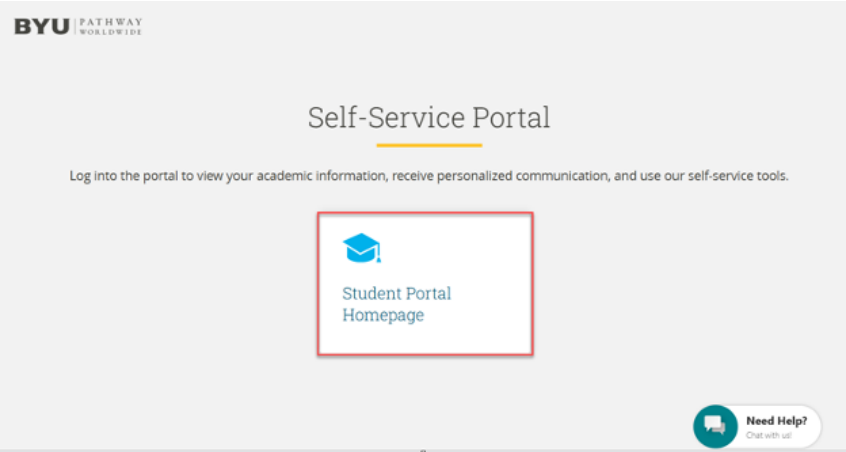 BYU PATHWAY
WORLDWIDE
Self-Service Portal
Log into the portal to view your academic information, receive personalized communication, and use our self-service tools.
Student Portal
Homepage
Need Help?
Chat with us!